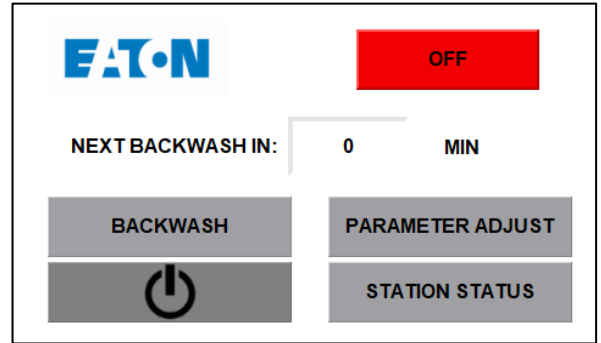 EATON
OFF
NEXT BACKWASH IN: 0 MIN
BACKWASH
PARAMETER ADJUST
STATION STATUS